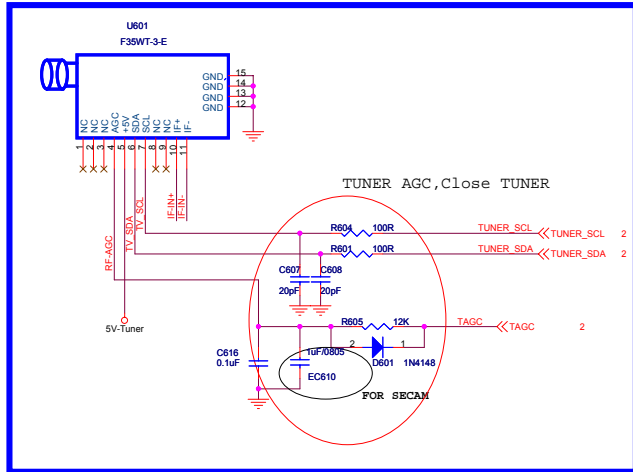 U601
F35WT-3-E
GND 15
GND 14
GND 13
GND 12
NC NC NC AGC +5V SDA SCL NC NC IF+ IF-
1 2 3 4 5 6 7 8 9 10 11
RF-AGC
TV_SDA
TV_SCL
IF-IN+
IF-IN-
TUNER AGC,Close TUNER
R604 100R TUNER_SCL TUNER_SCL 2
R601 100R TUNER_SDA TUNER_SDA 2
C607 C608
20pF 20pF
5V-Tuner
R605 12K TAGC TAGC 2
C616
0.1uF
1uF/0805
EC610
2 1
D601 1N4148
FOR SECAM